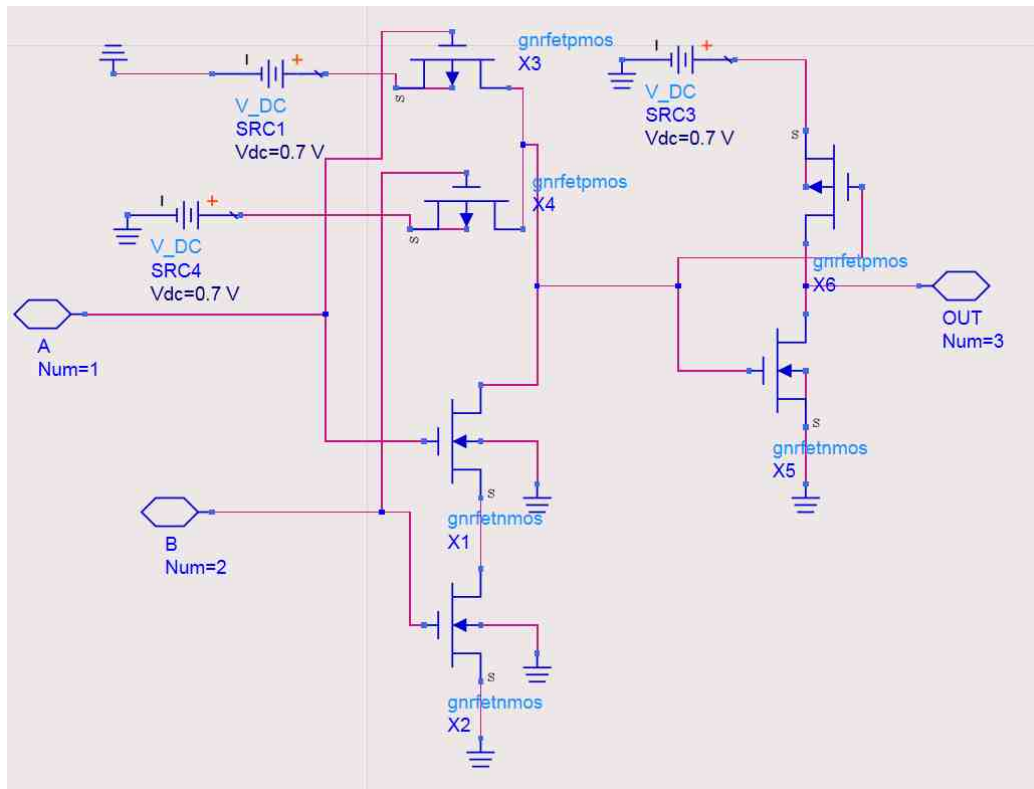 gnrfetpmos
X3
s
V_DC
SRC1
Vdc=0.7 V
V_DC
SRC3
Vdc=0.7 V
s
gnrfetpmos
X4
s
V_DC
SRC4
Vdc=0.7 V
gnrfetpmos
X6
A
Num=1
OUT
Num=3
s
gnrfetnmos
X5
s
gnrfetnmos
X1
B
Num=2
s
gnrfetnmos
X2